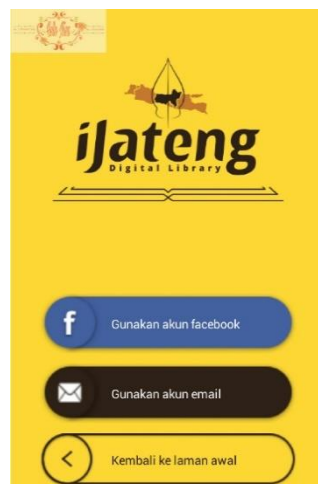 iJateng
Digital Library
f
Gunakan akun facebook
Gunakan akun email
Kembali ke laman awal